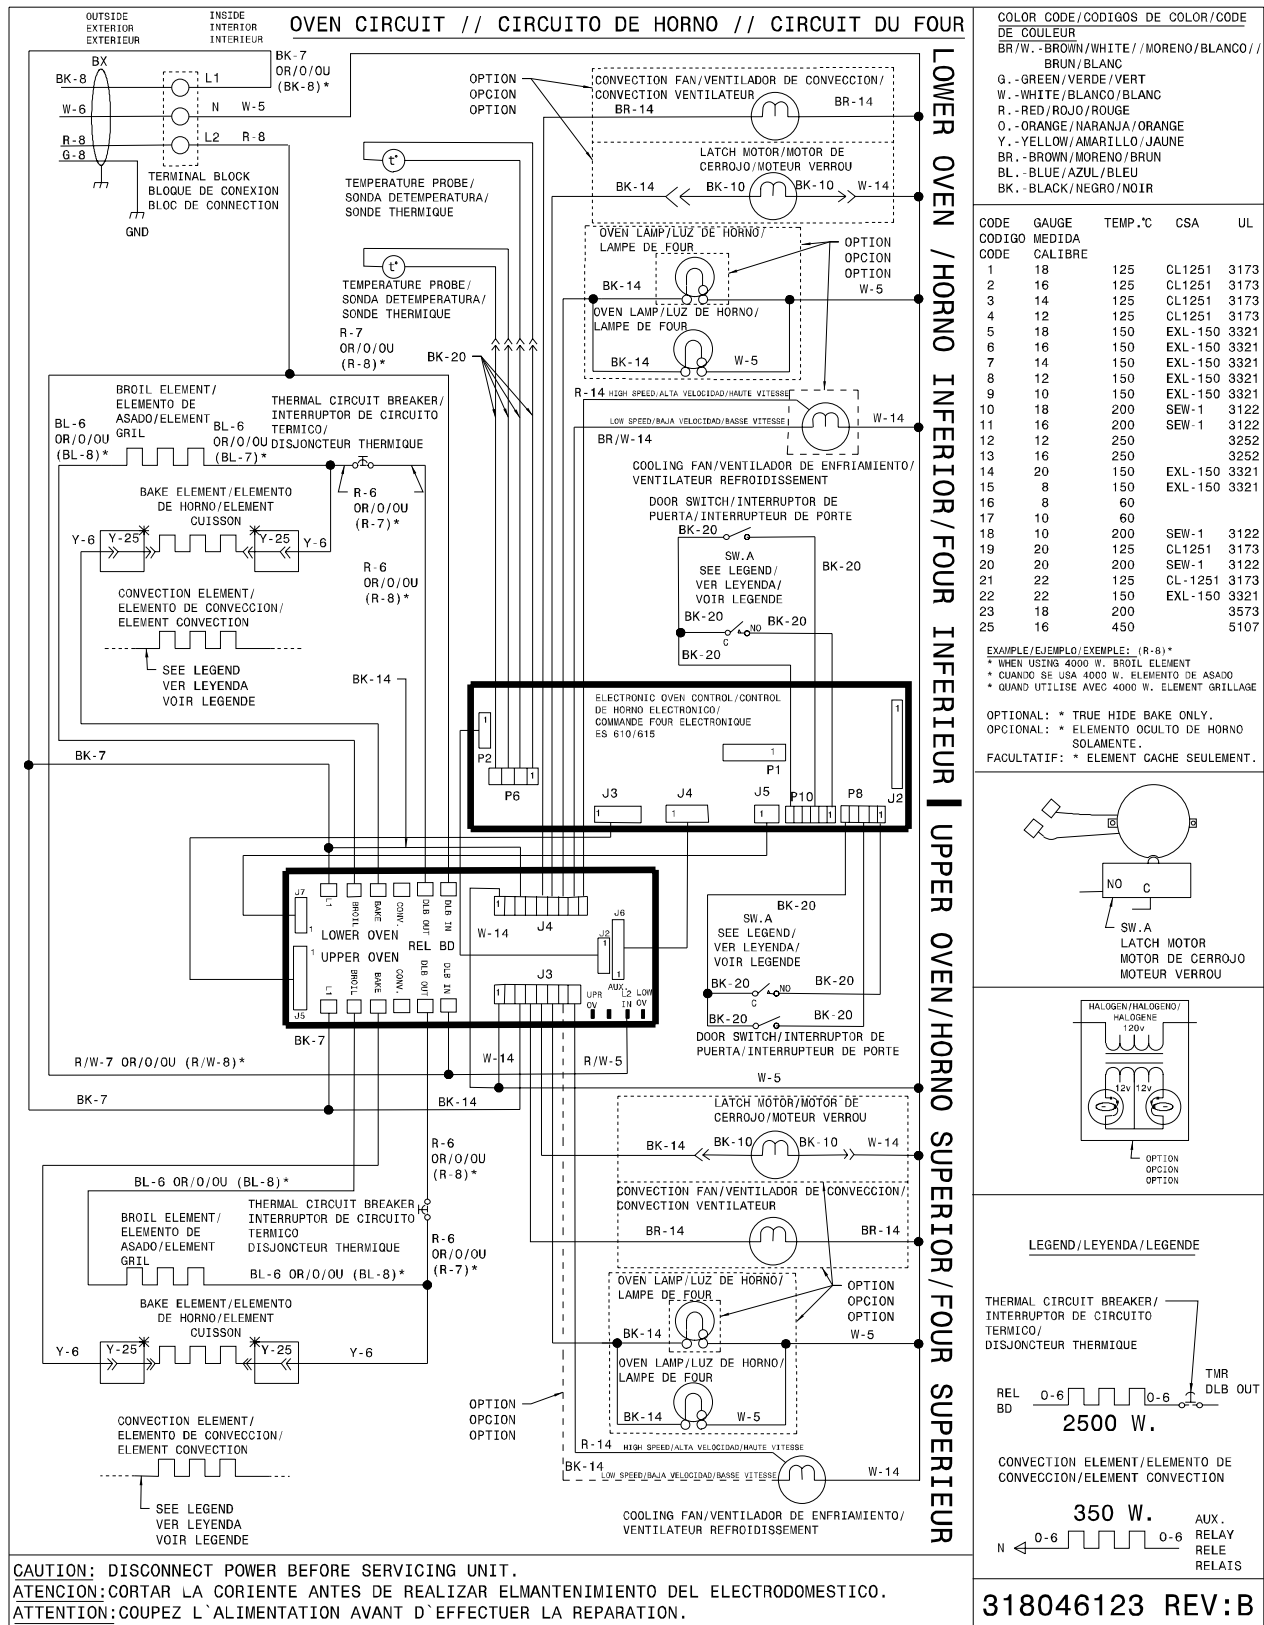 OVEN CIRCUIT // CIRCUITO DE HORNO // CIRCUIT DU FOUR
OUTSIDE
EXTERIOR
EXTERIEUR
INSIDE
INTERIOR
INTERIEUR
BX
BK-8
W-6
R-8
G-8
L1
N
L2
W-5
R-8
BK-7
OR/O/OU
(BK-8)*
TERMINAL BLOCK
BLOQUE DE CONEXION
BLOC DE CONNECTION
GND
OPTION
OPCION
OPTION
CONVECTION FAN/VENTILADOR DE CONVECCION/
CONVECTION VENTILATEUR
BR-14
BR-14
LATCH MOTOR/MOTOR DE
CERROJO/MOTEUR VERROU
BK-14
BK-10
BK-10
W-14
t°
TEMPERATURE PROBE/
SONDA DETEMPERATURA/
SONDE THERMIQUE
t°
TEMPERATURE PROBE/
SONDA DETEMPERATURA/
SONDE THERMIQUE
OVEN LAMP/LUZ DE HORNO/
LAMPE DE FOUR
OPTION
OPCION
OPTION
BK-14
W-5
OVEN LAMP/LUZ DE HORNO/
LAMPE DE FOUR
BK-14
W-5
R-7
OR/O/OU
(R-8)*
BK-20
R-14 HIGH SPEED/ALTA VELOCIDAD/HAUTE VITESSE
LOW SPEED/BAJA VELOCIDAD/BASSE VITESSE
BR/W-14
W-14
COOLING FAN/VENTILADOR DE ENFRIAMIENTO/
VENTILATEUR REFROIDISSEMENT
BROIL ELEMENT/
ELEMENTO DE
ASADO/ELEMENT
GRIL
BL-6
OR/O/OU
(BL-8)*
BL-6
OR/O/OU
(BL-7)*
THERMAL CIRCUIT BREAKER/
INTERRUPTOR DE CIRCUITO
TERMICO/
DISJONCTEUR THERMIQUE
R-6
OR/O/OU
(R-7)*
BAKE ELEMENT/ELEMENTO
DE HORNO/ELEMENT
CUISSON
Y-6
Y-25
Y-25
Y-6
R-6
OR/O/OU
(R-8)*
CONVECTION ELEMENT/
ELEMENTO DE CONVECCION/
ELEMENT CONVECTION
SEE LEGEND
VER LEYENDA
VOIR LEGENDE
DOOR SWITCH/INTERRUPTOR DE
PUERTA/INTERRUPTEUR DE PORTE
BK-20
SW.A
SEE LEGEND/
VER LEYENDA/
VOIR LEGENDE
BK-20
BK-20
NO
C
BK-20
BK-20
BK-14
BK-7
ELECTRONIC OVEN CONTROL/CONTROL
DE HORNO ELECTRONICO/
COMMANDE FOUR ELECTRONIQUE
ES 610/615
1
P2
1
P6
1
P1
J3
1
J4
1
J5
1
P10
1
P8
1
1
J2
LOWER OVEN /HORNO INFERIOR/FOUR INFERIEUR
UPPER OVEN/HORNO SUPERIOR/FOUR SUPERIEUR
J7
1
L1
BROIL
BAKE
CONV.
DLB OUT
DLB IN
LOWER OVEN
REL BD
UPPER OVEN
1
J5
L1
BROIL
BAKE
CONV.
DLB OUT
DLB IN
1
J4
W-14
J6
J2
1
1
J3
1
AUX.
UPR
OV
L2
IN
LOW
OV
BK-20
SW.A
SEE LEGEND/
VER LEYENDA/
VOIR LEGENDE
BK-20
NO
C
BK-20
BK-20
BK-20
DOOR SWITCH/INTERRUPTOR DE
PUERTA/INTERRUPTEUR DE PORTE
BK-7
R/W-7 OR/O/OU (R/W-8)*
W-14
R/W-5
W-5
BK-7
BK-14
LATCH MOTOR/MOTOR DE
CERROJO/MOTEUR VERROU
BK-14
BK-10
BK-10
W-14
CONVECTION FAN/VENTILADOR DE CONVECCION/
CONVECTION VENTILATEUR
BR-14
BR-14
R-6
OR/O/OU
(R-8)*
BL-6 OR/O/OU (BL-8)*
THERMAL CIRCUIT BREAKER
INTERRUPTOR DE CIRCUITO
TERMICO
DISJONCTEUR THERMIQUE
R-6
OR/O/OU
(R-7)*
BROIL ELEMENT/
ELEMENTO DE
ASADO/ELEMENT
GRIL
BL-6 OR/O/OU (BL-8)*
BAKE ELEMENT/ELEMENTO
DE HORNO/ELEMENT
CUISSON
Y-6
Y-25
Y-25
Y-6
OVEN LAMP/LUZ DE HORNO/
LAMPE DE FOUR
OPTION
OPCION
OPTION
BK-14
W-5
OVEN LAMP/LUZ DE HORNO/
LAMPE DE FOUR
BK-14
W-5
OPTION
OPCION
OPTION
CONVECTION ELEMENT/
ELEMENTO DE CONVECCION/
ELEMENT CONVECTION
SEE LEGEND
VER LEYENDA
VOIR LEGENDE
R-14 HIGH SPEED/ALTA VELOCIDAD/HAUTE VITESSE
BK-14
LOW SPEED/BAJA VELOCIDAD/BASSE VITESSE
W-14
COOLING FAN/VENTILADOR DE ENFRIAMIENTO/
VENTILATEUR REFROIDISSEMENT
CAUTION: DISCONNECT POWER BEFORE SERVICING UNIT.
ATENCION:CORTAR LA CORIENTE ANTES DE REALIZAR ELMANTENIMIENTO DEL ELECTRODOMESTICO.
ATTENTION:COUPEZ L`ALIMENTATION AVANT D`EFFECTUER LA REPARATION.
COLOR CODE/CODIGOS DE COLOR/CODE
DE COULEUR
BR/W.-BROWN/WHITE//MORENO/BLANCO//
BRUN/BLANC
G.-GREEN/VERDE/VERT
W.-WHITE/BLANCO/BLANC
R.-RED/ROJO/ROUGE
O.-ORANGE/NARANJA/ORANGE
Y.-YELLOW/AMARILLO/JAUNE
BR.-BROWN/MORENO/BRUN
BL.-BLUE/AZUL/BLEU
BK.-BLACK/NEGRO/NOIR
CODE GAUGE TEMP.°C CSA UL
CODIGO MEDIDA
CODE CALIBRE
1 18 125 CL1251 3173
2 16 125 CL1251 3173
3 14 125 CL1251 3173
4 12 125 CL1251 3173
5 18 150 EXL-150 3321
6 16 150 EXL-150 3321
7 14 150 EXL-150 3321
8 12 150 EXL-150 3321
9 10 150 EXL-150 3321
10 18 200 SEW-1 3122
11 16 200 SEW-1 3122
12 12 250 3252
13 16 250 3252
14 20 150 EXL-150 3321
15 8 150 EXL-150 3321
16 8 60
17 10 60
18 10 200 SEW-1 3122
19 20 125 CL1251 3173
20 20 200 SEW-1 3122
21 22 125 CL-1251 3173
22 22 150 EXL-150 3321
23 18 200 3573
25 16 450 5107
EXAMPLE/EJEMPLO/EXEMPLE: (R-8)*
* WHEN USING 4000 W. BROIL ELEMENT
* CUANDO SE USA 4000 W. ELEMENTO DE ASADO
* QUAND UTILISE AVEC 4000 W. ELEMENT GRILLAGE
OPTIONAL: * TRUE HIDE BAKE ONLY.
OPCIONAL: * ELEMENTO OCULTO DE HORNO
SOLAMENTE.
FACULTATIF: * ELEMENT CACHE SEULEMENT.
NO
C
SW.A
LATCH MOTOR
MOTOR DE CERROJO
MOTEUR VERROU
HALOGEN/HALOGENO/
HALOGENE
120v
12v 12v
OPTION
OPCION
OPTION
LEGEND/LEYENDA/LEGENDE
THERMAL CIRCUIT BREAKER/
INTERRUPTOR DE CIRCUITO
TERMICO/
DISJONCTEUR THERMIQUE
REL
BD
O-6
O-6
TMR
DLB OUT
2500 W.
CONVECTION ELEMENT/ELEMENTO DE
CONVECCION/ELEMENT CONVECTION
350 W.
N
O-6
O-6
AUX.
RELAY
RELE
RELAIS
318046123 REV:B